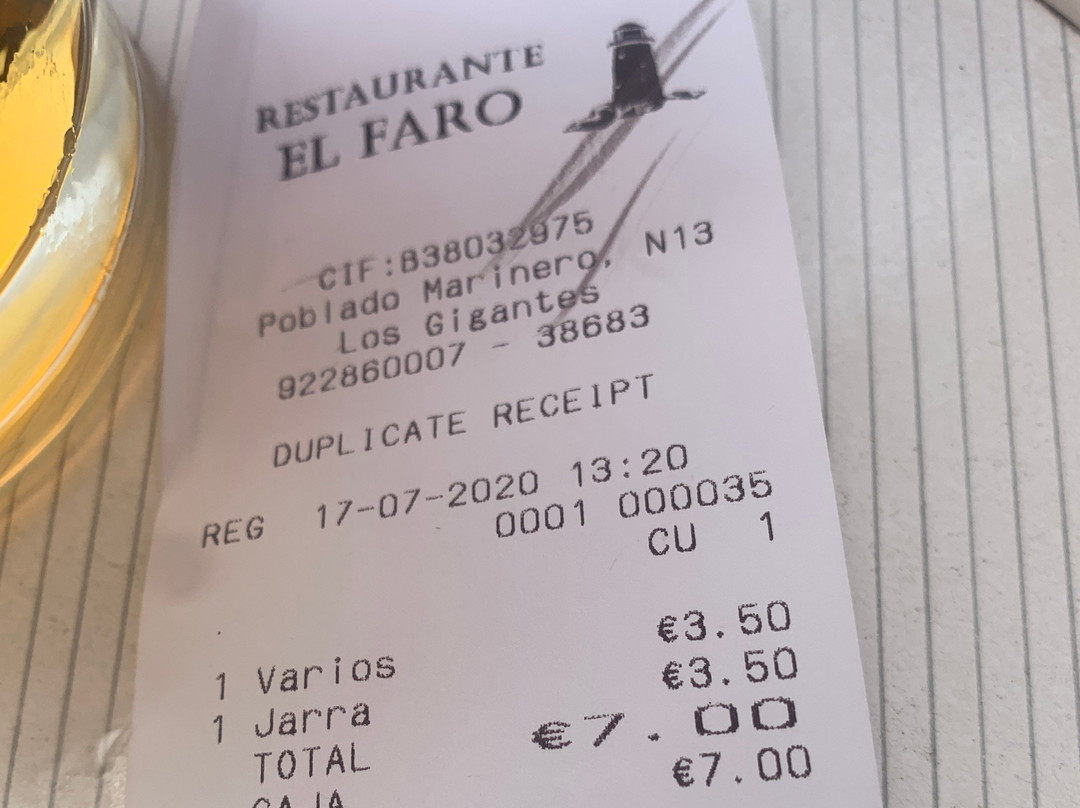 RESTAURANTE
EL FARO
CIF:B38032975
Poblado Marinero, N13
Los Gigantes
922860007 - 38683
DUPLICATE RECEIPT
REG 17-07-2020 13:20
0001 000035
CU 1
1 Varios €3.50
1 Jarra €3.50
TOTAL €7.00
CAJA €7.00